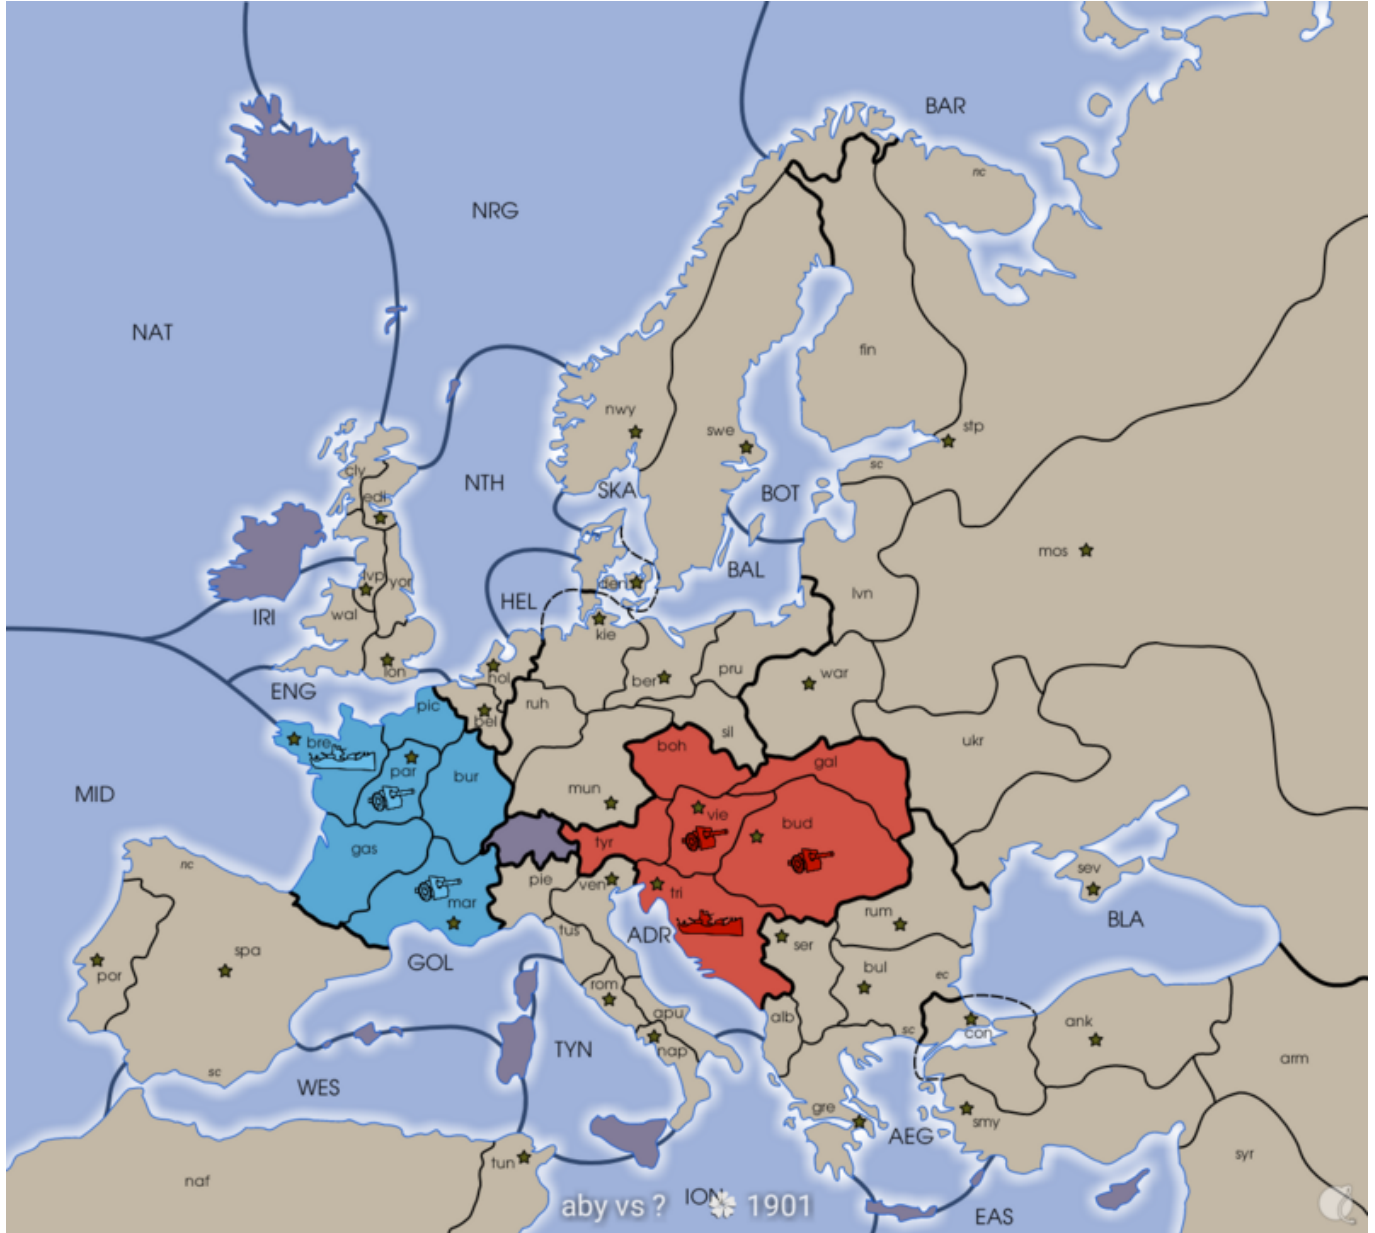 BAR
nc
NRG
NAT
fin
nwy
swe
stp
sc
cly
NTH
SKA
BOT
edi
mos
BAL
den
lvp
yor
lvn
HEL
IRI
wal
kie
lon
hol
ber
pru
war
ENG
pic
bel
ruh
sil
bre
boh
gal
ukr
par
bur
MID
mun
vie
bud
gas
tyr
nc
pie
ven
tri
sev
mar
rum
BLA
tus
ADR
ser
spa
GOL
por
bul
ec
rom
apu
alb
sc
con
ank
nap
TYN
arm
sc
WES
gre
AEG
smy
tun
syr
naf
ION
aby vs ? 1901
EAS